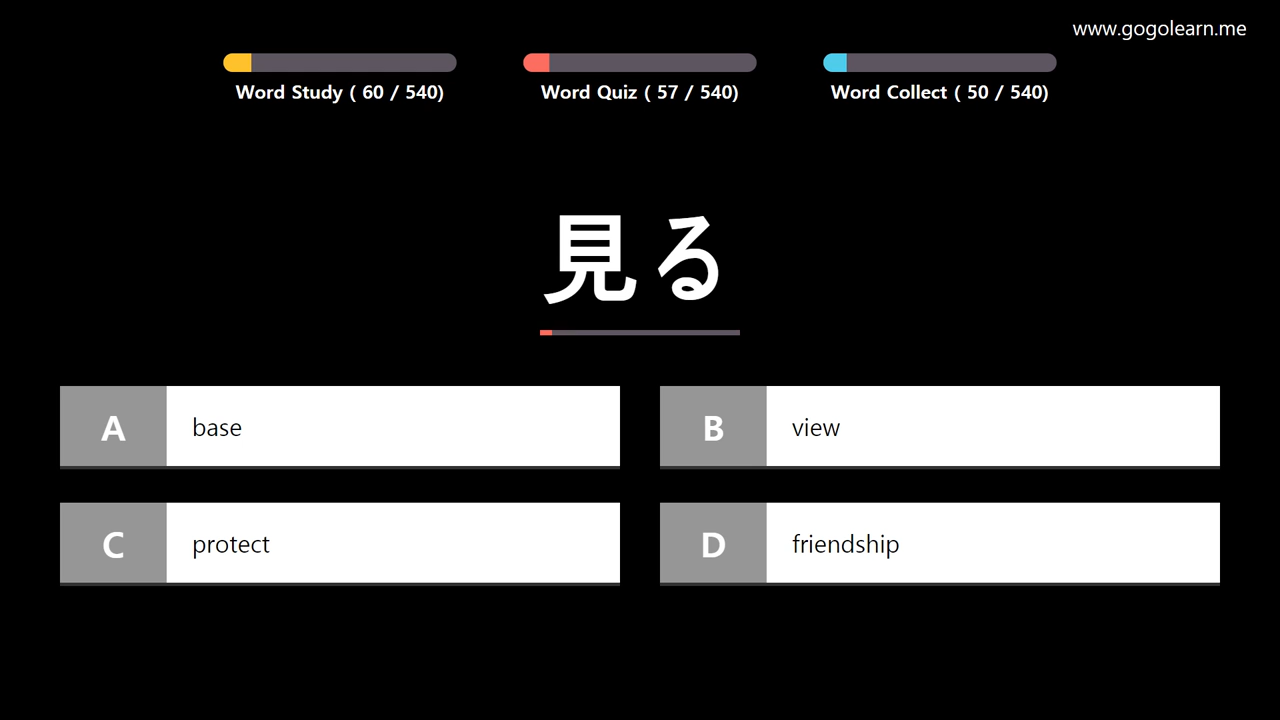 www.gogolearn.me
Word Study ( 60 / 540)
Word Quiz ( 57 / 540)
Word Collect ( 50 / 540)
見る
A base
B view
C protect
D friendship